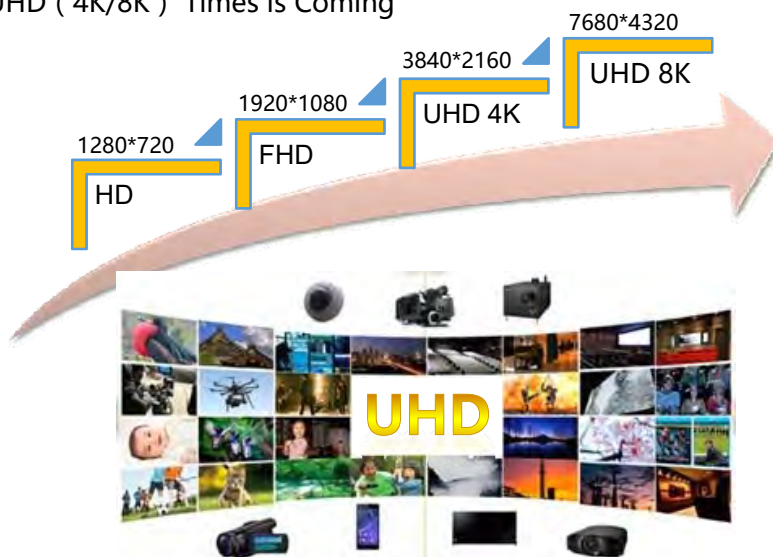 UHD（4K/8K）Times Is Coming
7680*4320
UHD 8K
3840*2160
UHD 4K
1920*1080
FHD
1280*720
HD
UHD